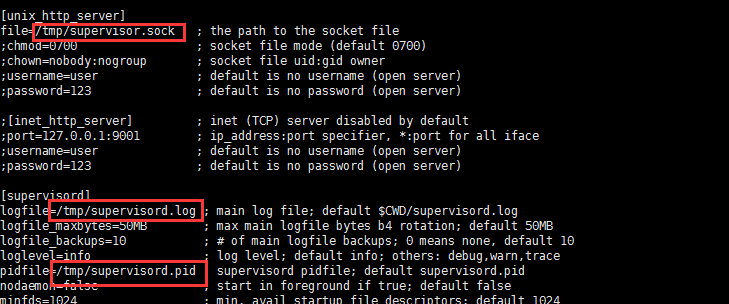 [unix_http_server]
file=/tmp/supervisor.sock   ; the path to the socket file
;chmod=0700                 ; socket file mode (default 0700)
;chown=nobody:nogroup       ; socket file uid:gid owner
;username=user              ; default is no username (open server)
;password=123               ; default is no password (open server)

;[inet_http_server]         ; inet (TCP) server disabled by default
;port=127.0.0.1:9001        ; ip_address:port specifier, *:port for all iface
;username=user              ; default is no username (open server)
;password=123               ; default is no password (open server)

[supervisord]
logfile=/tmp/supervisord.log ; main log file; default $CWD/supervisord.log
logfile_maxbytes=50MB        ; max main logfile bytes b4 rotation; default 50MB
logfile_backups=10           ; # of main logfile backups; 0 means none, default 10
loglevel=info                ; log level; default info; others: debug,warn,trace
pidfile=/tmp/supervisord.pid   supervisord pidfile; default supervisord.pid
nodaemon=false               ; start in foreground if true; default false
minfds=1024                  ; min. avail startup file descriptors; default 1024